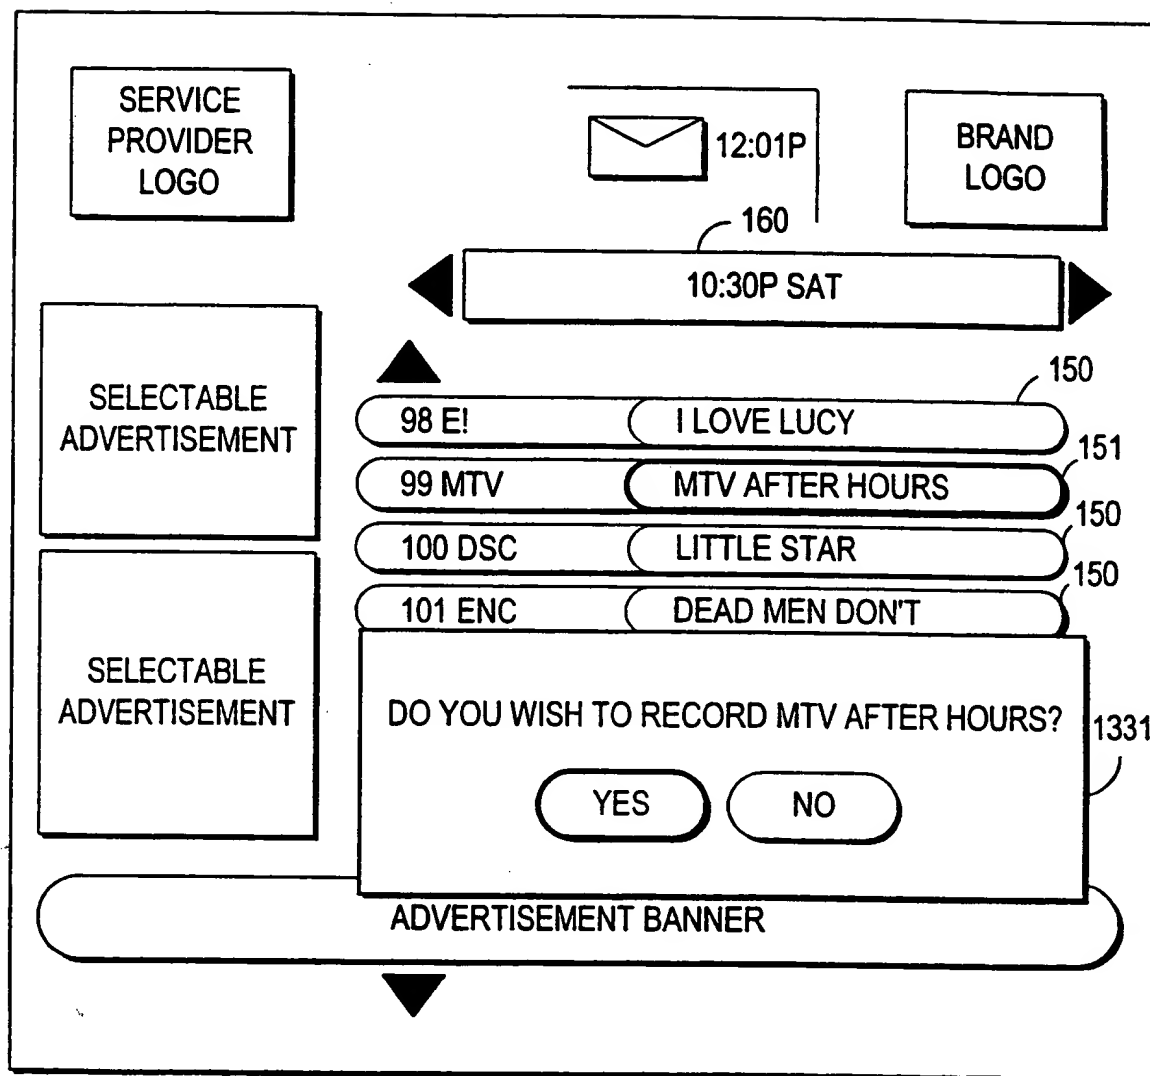 SERVICE
PROVIDER
LOGO
12:01P
BRAND
LOGO
160
10:30P SAT
SELECTABLE
ADVERTISEMENT
150
98 E! I LOVE LUCY
151
99 MTV MTV AFTER HOURS
150
100 DSC LITTLE STAR
150
101 ENC DEAD MEN DON'T
SELECTABLE
ADVERTISEMENT
DO YOU WISH TO RECORD MTV AFTER HOURS?
1331
YES NO
ADVERTISEMENT BANNER